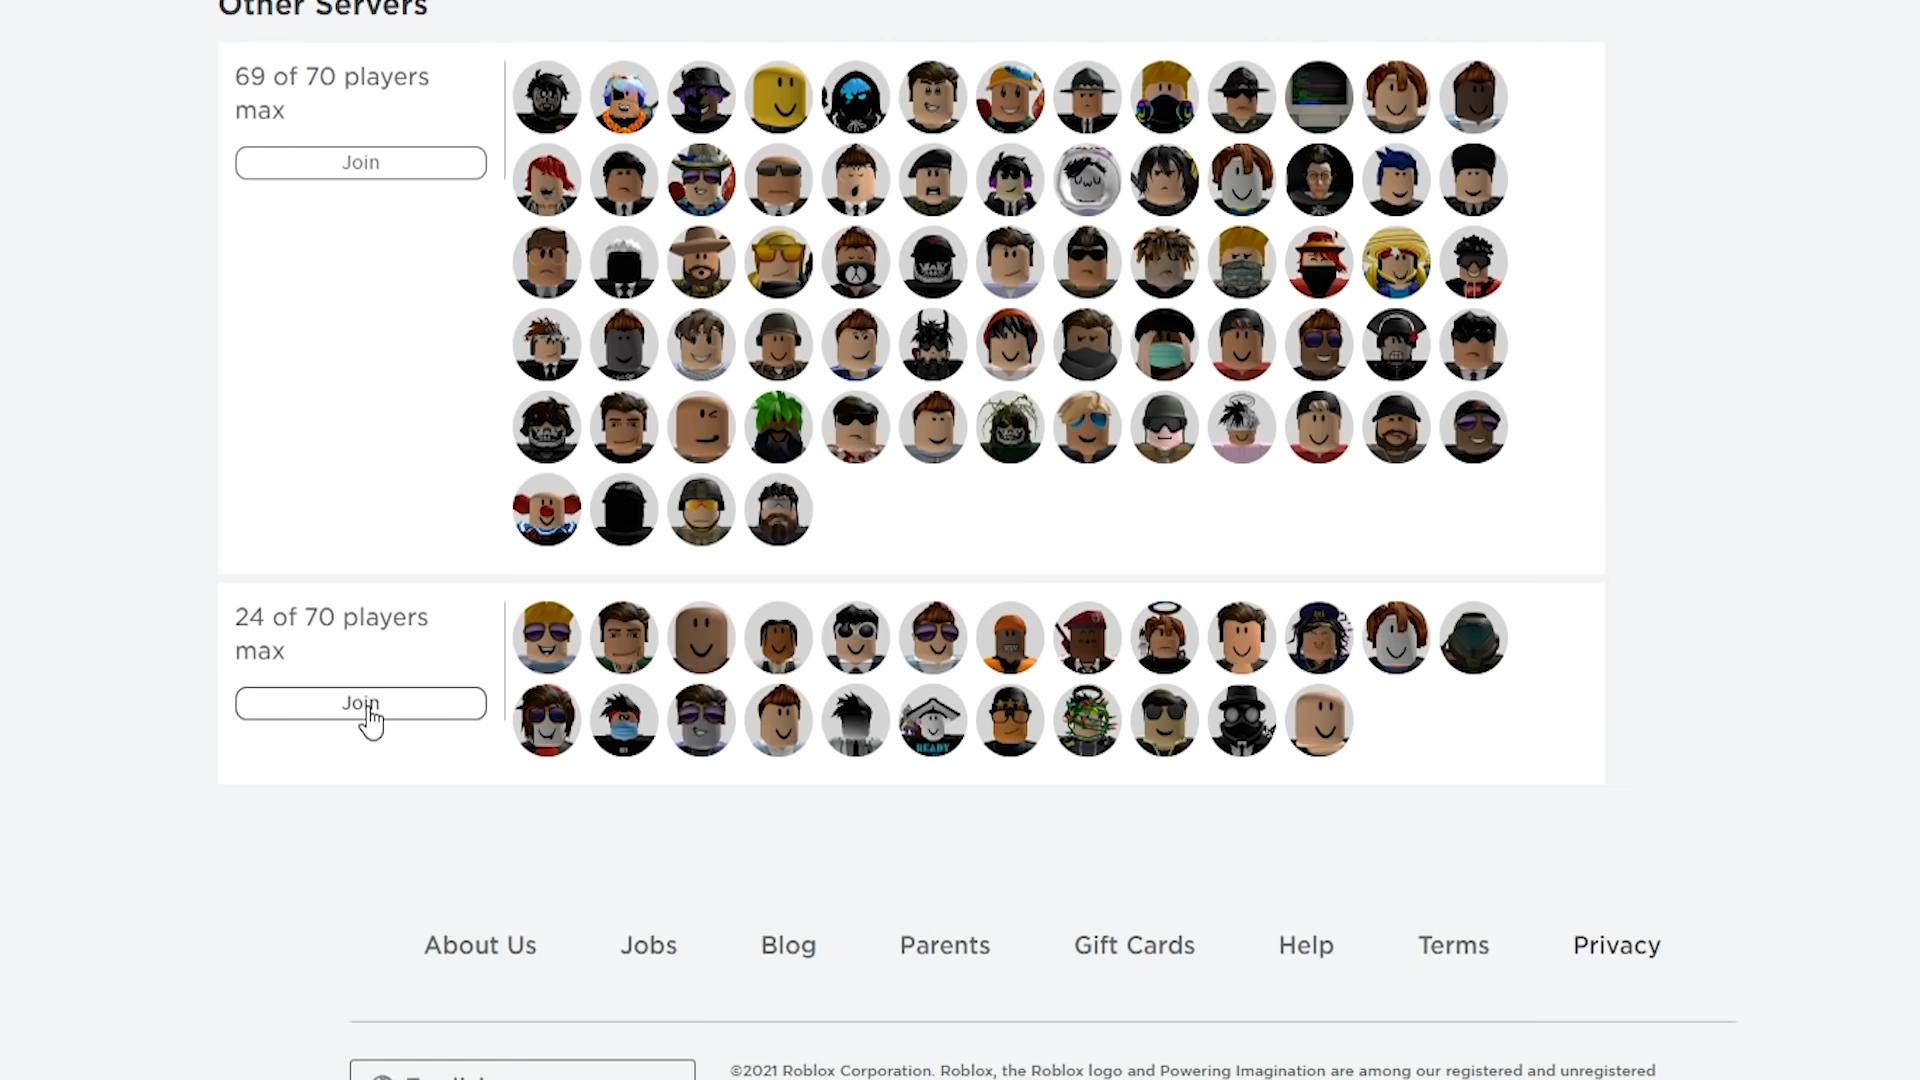 Other Servers
69 of 70 players
max
Join
24 of 70 players
max
Join
READY
About Us Jobs Blog Parents Gift Cards Help Terms Privacy
©2021 Roblox Corporation. Roblox, the Roblox logo and Powering Imagination are among our registered and unregistered